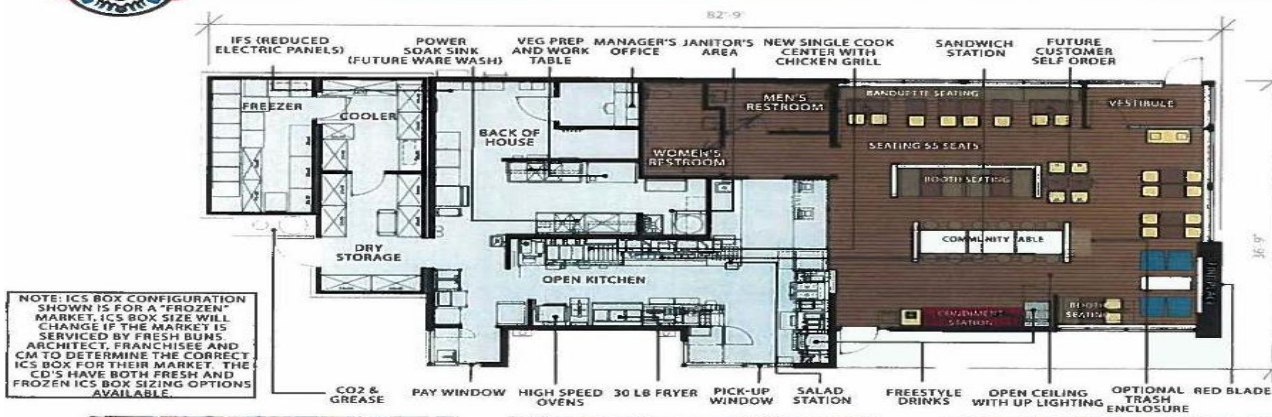 82'-9"
IFS (REDUCED
ELECTRIC PANELS)
POWER
SOAK SINK
(FUTURE WARE WASH)
VEG PREP
AND WORK
TABLE
MANAGER'S
OFFICE
JANITOR'S
AREA
NEW SINGLE COOK
CENTER WITH
CHICKEN GRILL
SANDWICH
STATION
FUTURE
CUSTOMER
SELF ORDER
FREEZER
COOLER
BACK OF
HOUSE
MEN'S
RESTROOM
WOMEN'S
RESTROOM
BANQUETTE SEATING
VESTIBULE
SEATING 55 SEATS
BOOTH SEATING
COMMUNITY TABLE
36'-9"
DRY
STORAGE
OPEN KITCHEN
CONDIMENT
STATION
BOOTH
SEATING
NOTE: ICS BOX CONFIGURATION
SHOWN IS FOR A "FROZEN"
MARKET. ICS BOX SIZE WILL
CHANGE IF THE MARKET IS
SERVICED BY FRESH BUNS.
ARCHITECT, FRANCHISEE AND
CM TO DETERMINE THE CORRECT
ICS BOX FOR THEIR MARKET. THE
CD'S HAVE BOTH FRESH AND
FROZEN ICS BOX SIZING OPTIONS
AVAILABLE.
CO2 &
GREASE
PAY WINDOW
HIGH SPEED
OVENS
30 LB FRYER
PICK-UP
WINDOW
SALAD
STATION
FREESTYLE
DRINKS
OPEN CEILING
WITH UP LIGHTING
OPTIONAL
TRASH
ENCLOSURE
RED BLADE